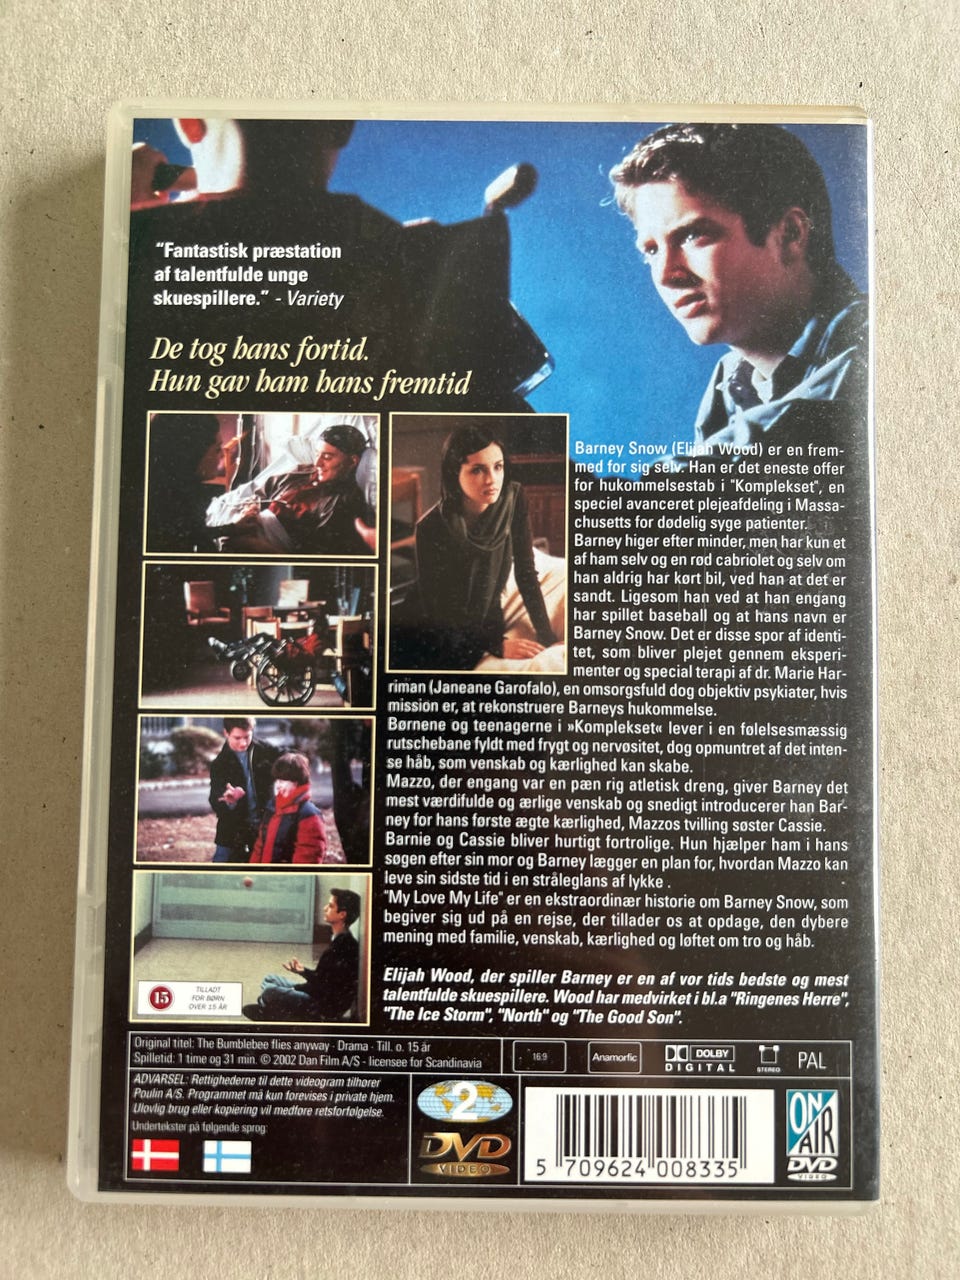 "Fantastisk præstation
af talentfulde unge
skuespillere." - Variety
De tog hans fortid.
Hun gav ham hans fremtid
Barney Snow (Elijah Wood) er en frem-
med for sig selv. Han er det eneste offer
for hukommelsestab i "Komplekset", en
speciel avanceret plejeafdeling i Massa-
chusetts for dødelig syge patienter.
Barney higer efter minder, men har kun et
af ham selv og en rød cabriolet og selv om
han aldrig har kørt bil, ved han at det er
sandt. Ligesom han ved at han engang
har spillet baseball og at hans navn er
Barney Snow. Det er disse spor af identi-
tet, som bliver plejet gennem eksperi-
menter og special terapi af dr. Marie Har-
riman (Janeane Garofalo), en omsorgsfuld dog objektiv psykiater, hvis
mission er, at rekonstruere Barneys hukommelse.
Børnene og teenagerne i »Komplekset« lever i en følelsesmæssig
rutschebane fyldt med frygt og nervøsitet, dog opmuntret af det inten-
se håb, som venskab og kærlighed kan skabe.
Mazzo, der engang var en pæn rig atletisk dreng, giver Barney det
mest værdifulde og ærlige venskab og snedigt introducerer han Bar-
ney for hans første ægte kærlighed, Mazzos tvilling søster Cassie.
Barnie og Cassie bliver hurtigt fortrolige. Hun hjælper ham i hans
søgen efter sin mor og Barney lægger en plan for, hvordan Mazzo kan
leve sin sidste tid i en stråleglans af lykke .
"My Love My Life" er en ekstraordinær historie om Barney Snow, som
begiver sig ud på en rejse, der tillader os at opdage, den dybere
mening med familie, venskab, kærlighed og løftet om tro og håb.
Elijah Wood, der spiller Barney er en af vor tids bedste og mest
talentfulde skuespillere. Wood har medvirket i bl.a "Ringenes Herre",
"The Ice Storm", "North" og "The Good Son".
15
TILLADT
FOR BØRN
OVER 15 ÅR
Original titel: The Bumblebee flies anyway · Drama · Till. o. 15 år
Spilletid: 1 time og 31 min. © 2002 Dan Film A/S - licensee for Scandinavia
16:9
Anamorfic
DOLBY
DIGITAL
STEREO
PAL
ADVARSEL: Rettighederne til dette videogram tilhører
Poulin A/S. Programmet må kun forevises i private hjem.
Ulovlig brug eller kopiering vil medføre retsforfølgelse.
Undertekster på følgende sprog:
2
DVD
VIDEO
5 709624 008335
ON AIR
DVD
VIDEO